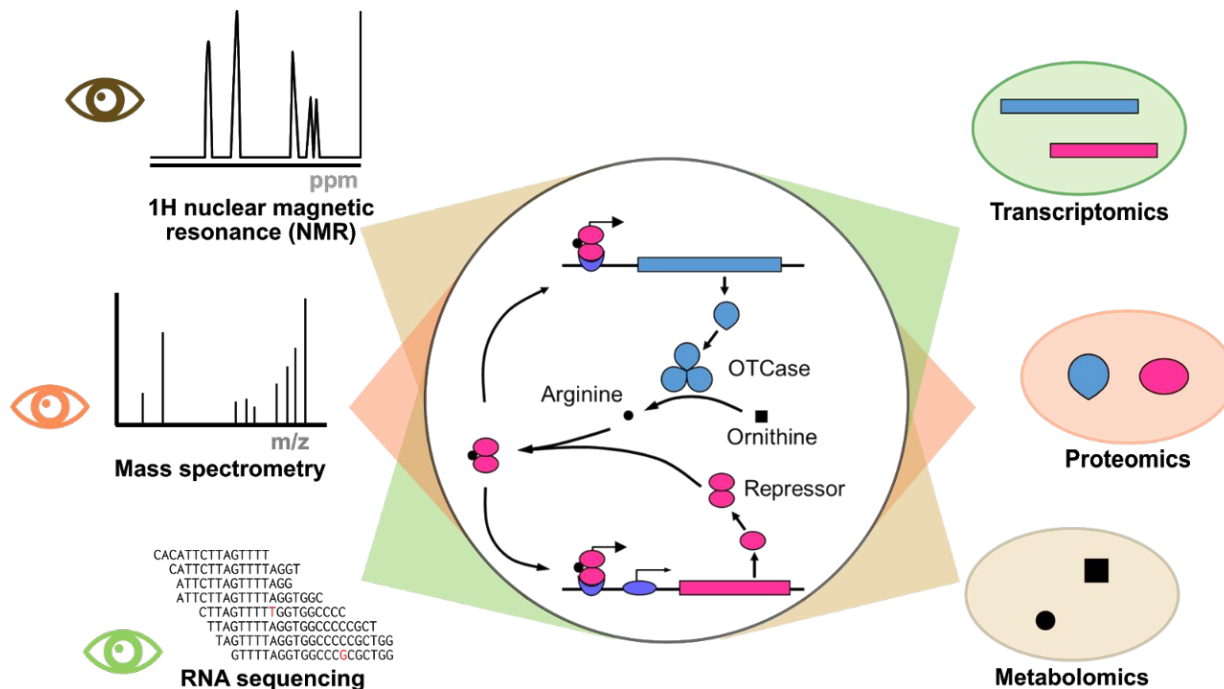 ppm
1H nuclear magnetic
resonance (NMR)
m/z
Mass spectrometry
CACATTCTTAGTTTT
CATTCTTAGTTTTAGGT
ATTCTTAGTTTTAGG
ATTCTTAGTTTTAGGTGGC
CTTAGTTTTTGGTGGCCCC
TTAGTTTTAGGTGGCCCCCGCT
TAGTTTTAGGTGGCCCCCGCTGG
GTTTTAGGTGGCCCGCGCTGG
RNA sequencing
OTCase
Arginine
Ornithine
Repressor
Transcriptomics
Proteomics
Metabolomics